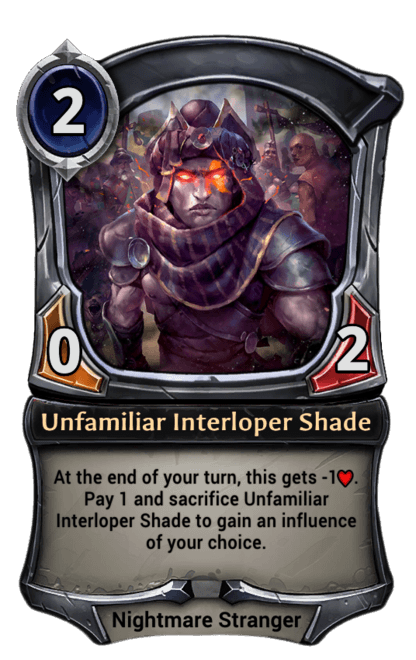 2
0
2
Unfamiliar Interloper Shade
At the end of your turn, this gets -1❤.
Pay 1 and sacrifice Unfamiliar
Interloper Shade to gain an influence
of your choice.
Nightmare Stranger